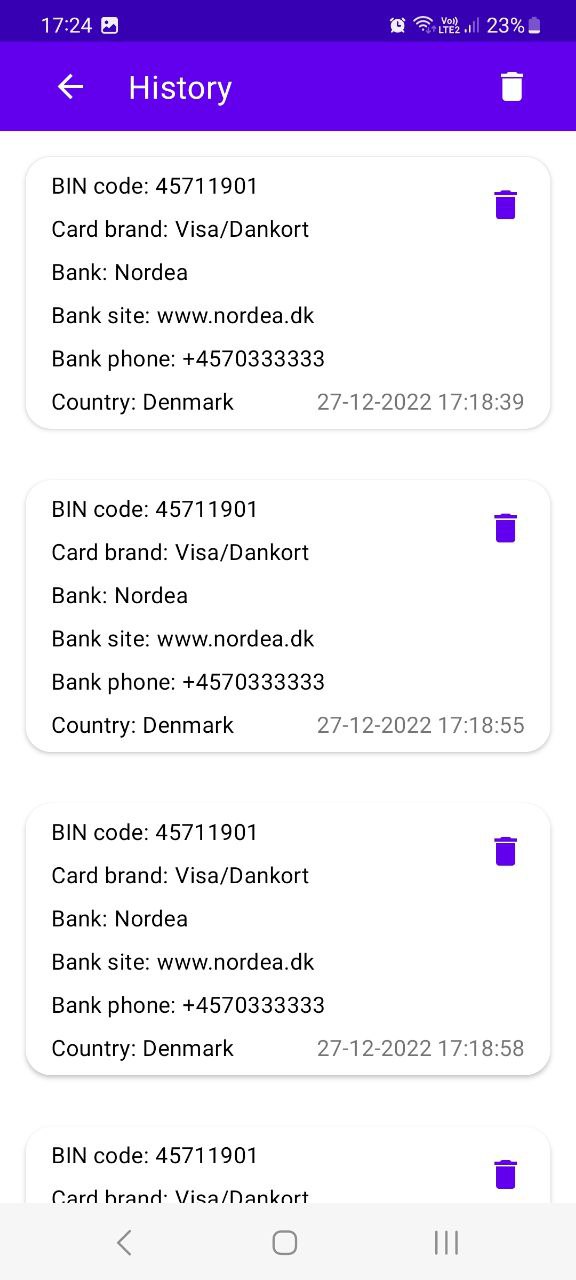 17:24 Vo)) LTE2 23%
History
BIN code: 45711901
Card brand: Visa/Dankort
Bank: Nordea
Bank site: www.nordea.dk
Bank phone: +4570333333
Country: Denmark 27-12-2022 17:18:39
BIN code: 45711901
Card brand: Visa/Dankort
Bank: Nordea
Bank site: www.nordea.dk
Bank phone: +4570333333
Country: Denmark 27-12-2022 17:18:55
BIN code: 45711901
Card brand: Visa/Dankort
Bank: Nordea
Bank site: www.nordea.dk
Bank phone: +4570333333
Country: Denmark 27-12-2022 17:18:58
BIN code: 45711901
Card brand: Visa/Dankort